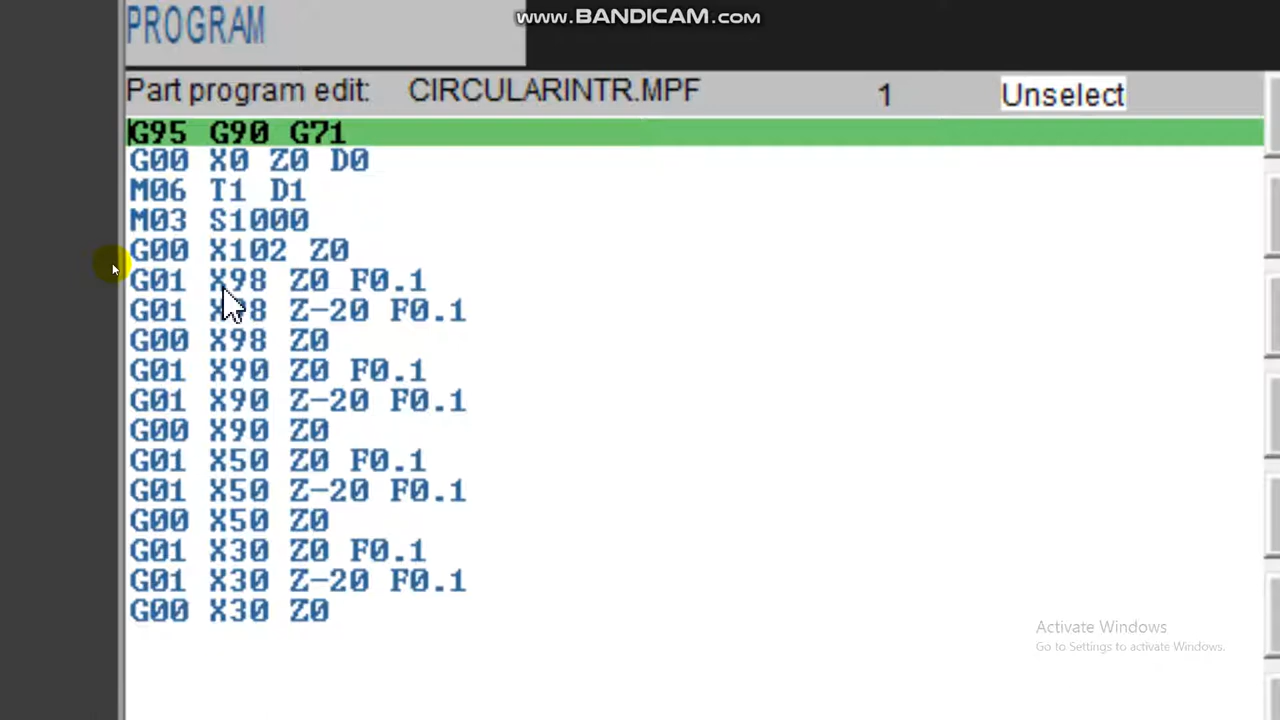 www.BANDICAM.com
PROGRAM
Part program edit: CIRCULARINTR.MPF 1 Unselect
G95 G90 G71
G00 X0 Z0 D0
M06 T1 D1
M03 S1000
G00 X102 Z0
G01 X98 Z0 F0.1
G01 X98 Z-20 F0.1
G00 X98 Z0
G01 X90 Z0 F0.1
G01 X90 Z-20 F0.1
G00 X90 Z0
G01 X50 Z0 F0.1
G01 X50 Z-20 F0.1
G00 X50 Z0
G01 X30 Z0 F0.1
G01 X30 Z-20 F0.1
G00 X30 Z0
Activate Windows
Go to Settings to activate Windows.